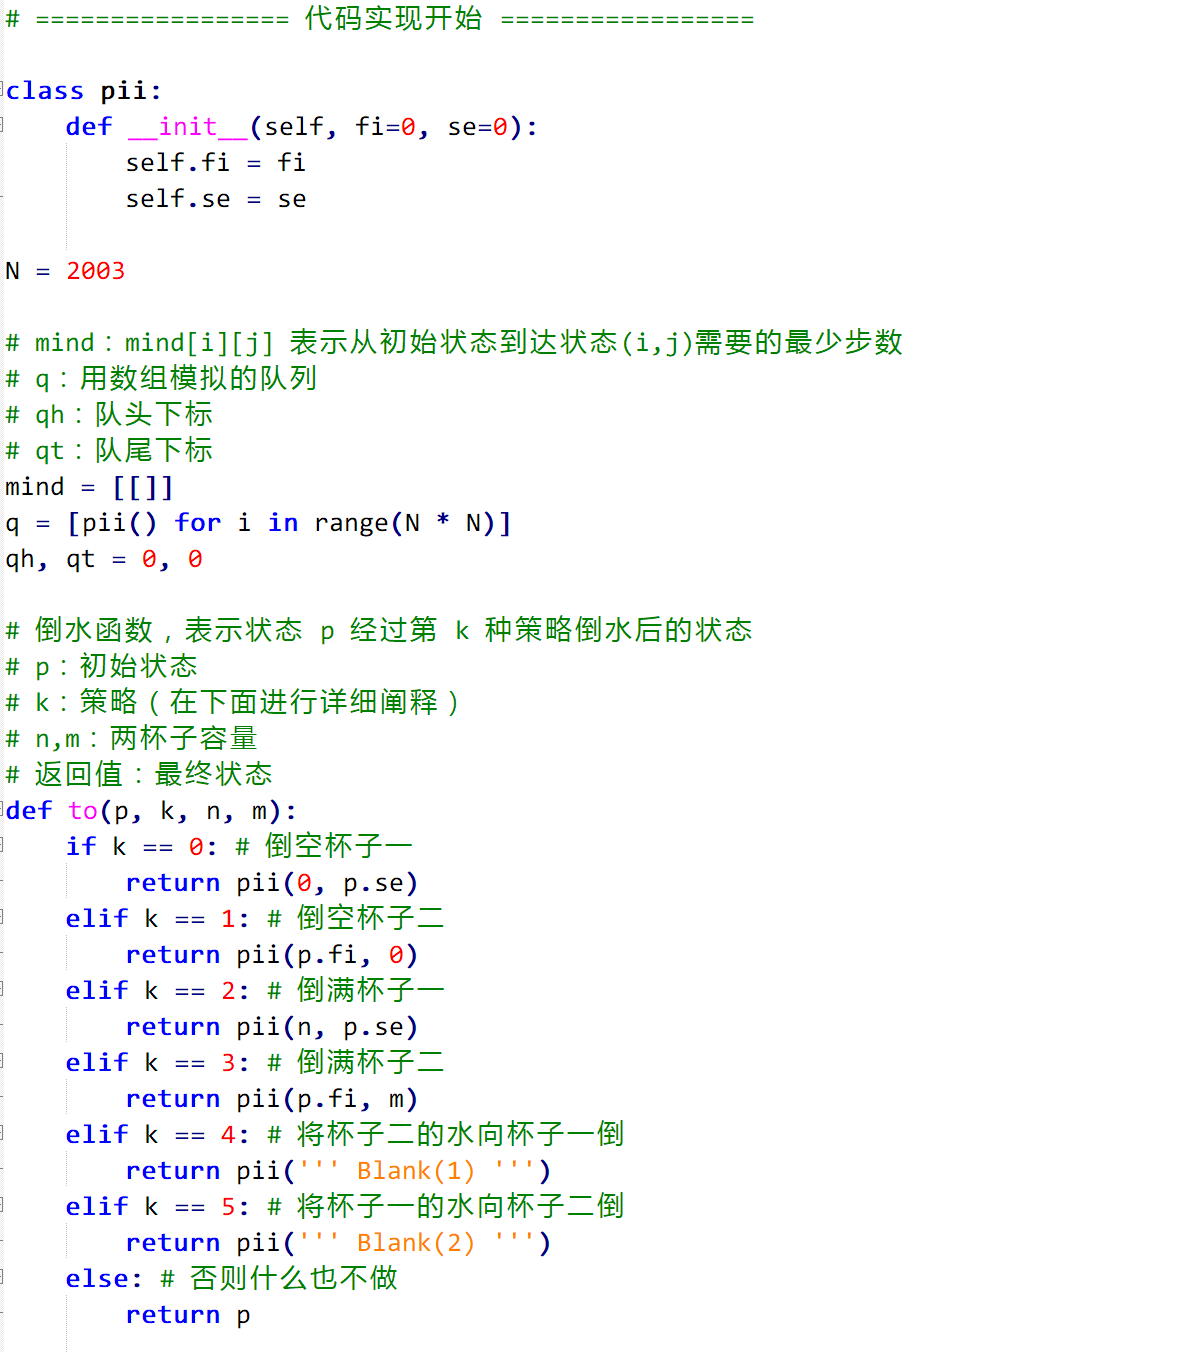 # ================= 代码实现开始 =================
class pii:
    def __init__(self, fi=0, se=0):
        self.fi = fi
        self.se = se
N = 2003
# mind：mind[i][j] 表示从初始状态到达状态(i,j)需要的最少步数
# q：用数组模拟的队列
# qh：队头下标
# qt：队尾下标
mind = [[]]
q = [pii() for i in range(N * N)]
qh, qt = 0, 0
# 倒水函数，表示状态 p 经过第 k 种策略倒水后的状态
# p：初始状态
# k：策略（在下面进行详细阐释）
# n,m：两杯子容量
# 返回值：最终状态
def to(p, k, n, m):
    if k == 0: # 倒空杯子一
        return pii(0, p.se)
    elif k == 1: # 倒空杯子二
        return pii(p.fi, 0)
    elif k == 2: # 倒满杯子一
        return pii(n, p.se)
    elif k == 3: # 倒满杯子二
        return pii(p.fi, m)
    elif k == 4: # 将杯子二的水向杯子一倒
        return pii(''' Blank(1) ''')
    elif k == 5: # 将杯子一的水向杯子二倒
        return pii(''' Blank(2) ''')
    else: # 否则什么也不做
        return p